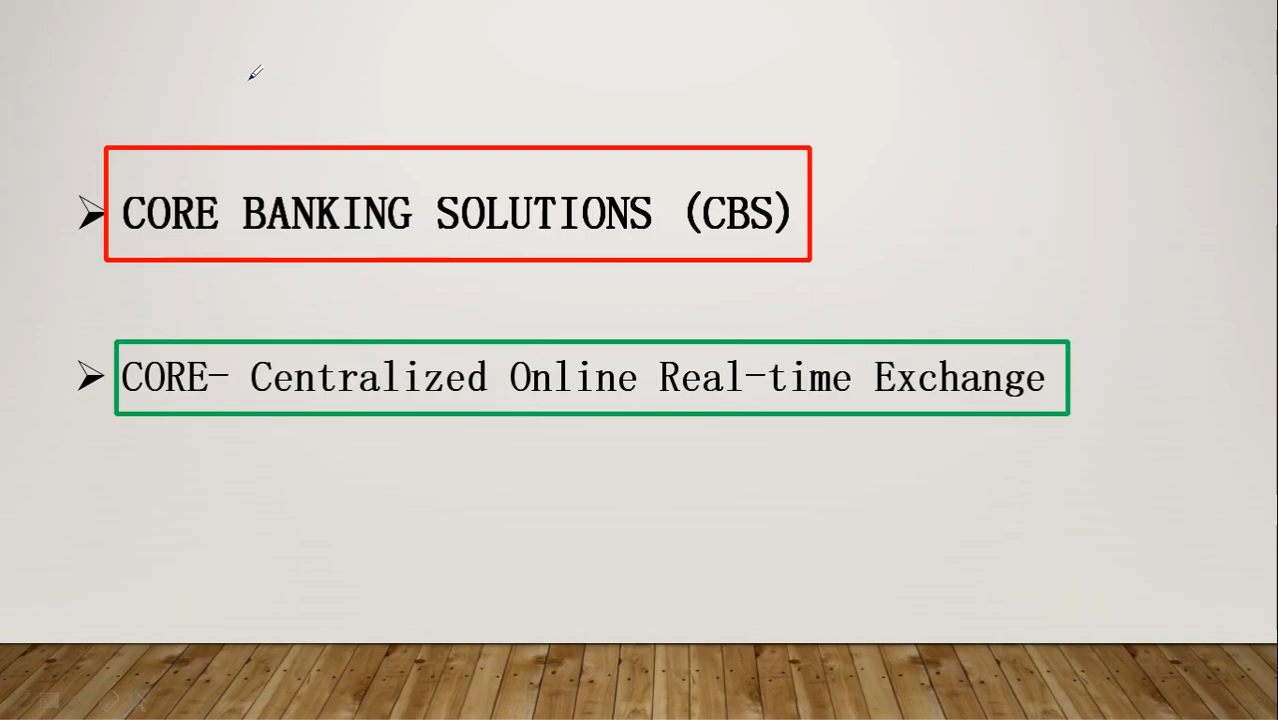 ➢ CORE BANKING SOLUTIONS (CBS)
➢ CORE- Centralized Online Real-time Exchange